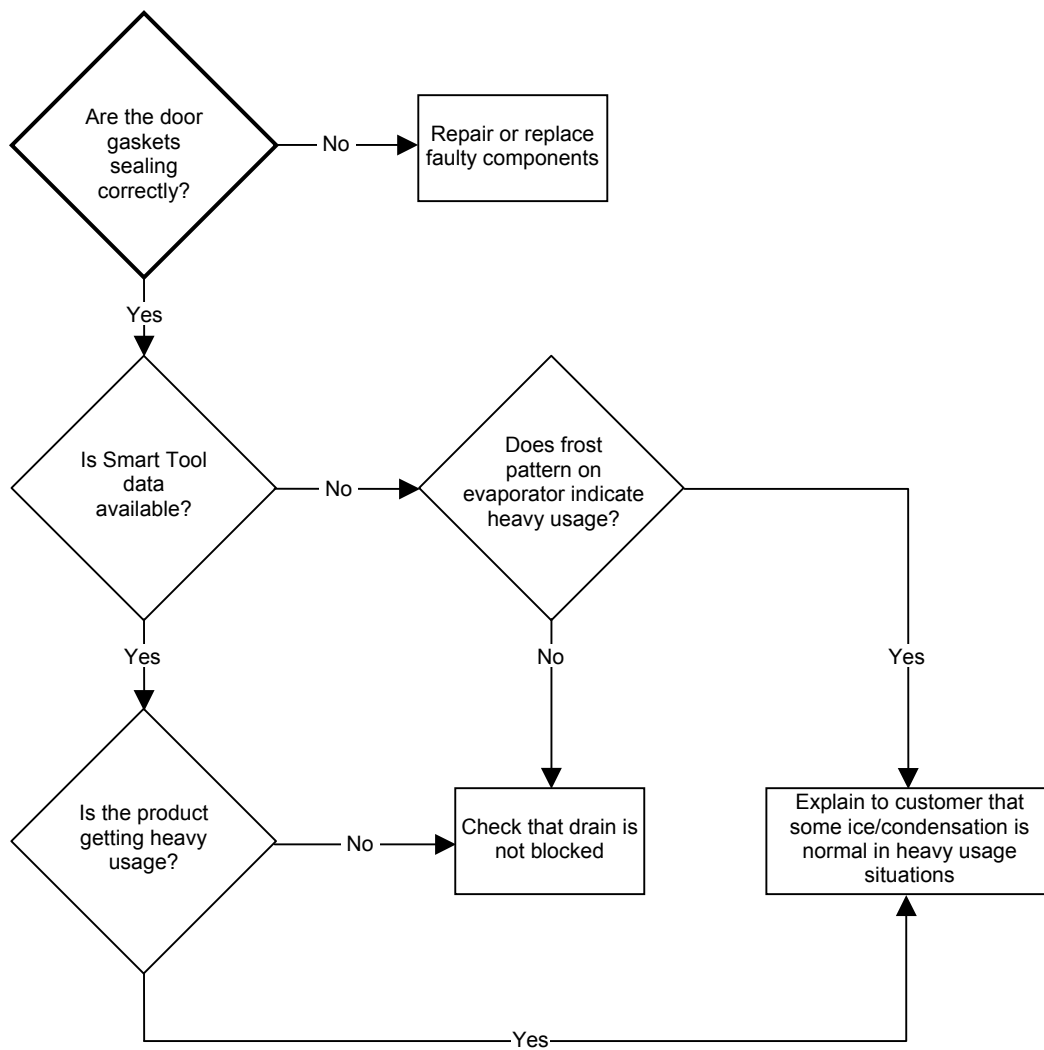 Are the door
gaskets
sealing
correctly?
No
Repair or replace
faulty components
Yes
Is Smart Tool
data
available?
No
Does frost
pattern on
evaporator indicate
heavy usage?
Yes
No
Yes
Is the product
getting heavy
usage?
No
Check that drain is
not blocked
Explain to customer that
some ice/condensation is
normal in heavy usage
situations
Yes